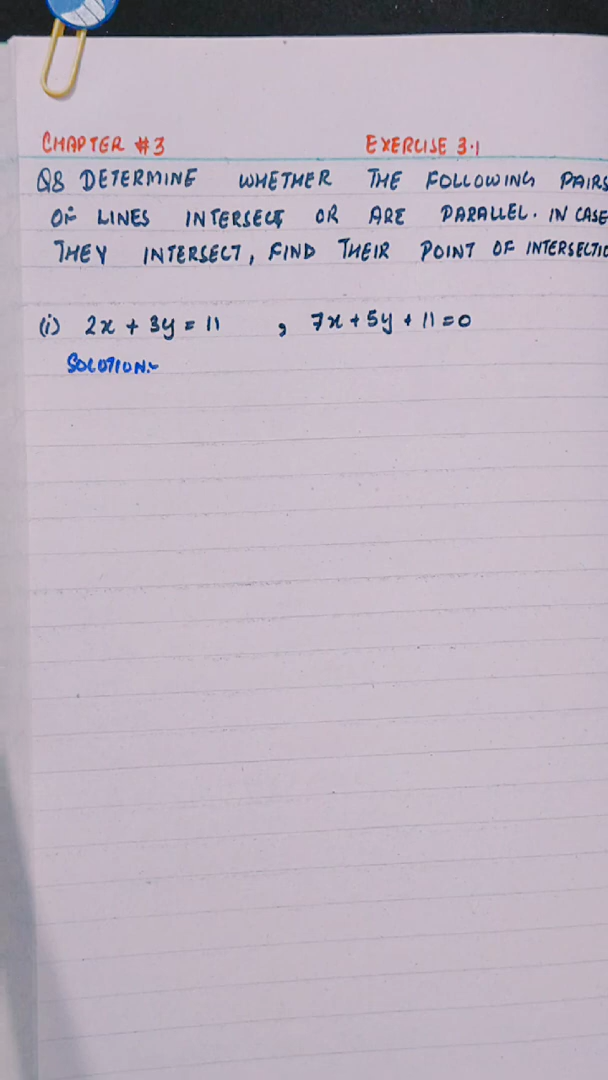 CHAPTER #3 EXERCISE 3.1
Q8 DETERMINE WHETHER THE FOLLOWING PAIRS
OF LINES INTERSECT OR ARE PARALLEL. IN CASE
THEY INTERSECT, FIND THEIR POINT OF INTERSECTIO
(i) 2x + 3y = 11 , 7x + 5y + 11 = 0
SOLUTION:-